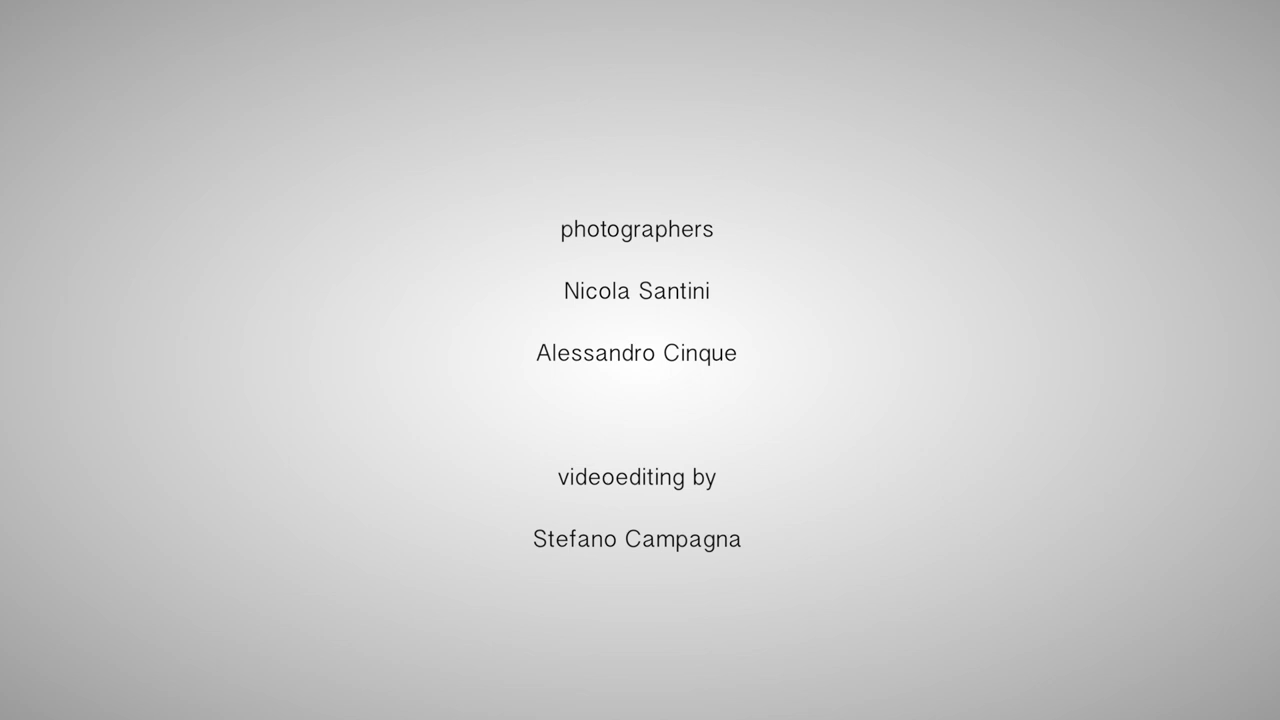 photographers
Nicola Santini
Alessandro Cinque
videoediting by
Stefano Campagna